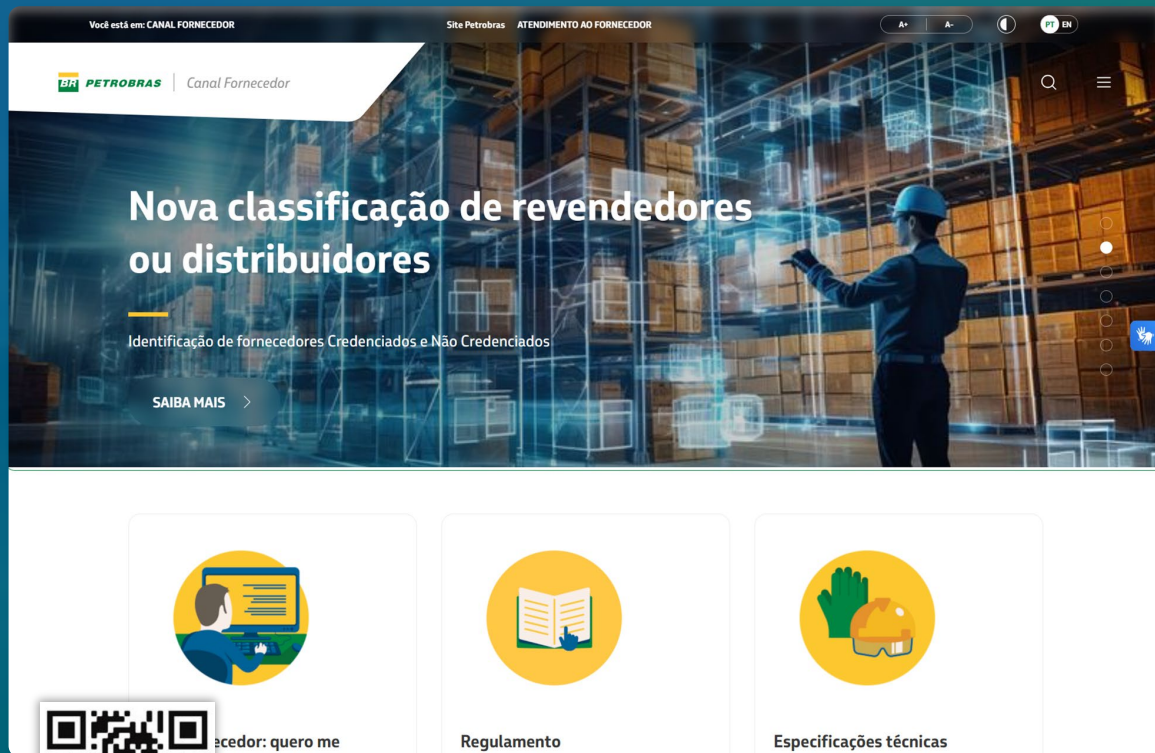 Você está em: CANAL FORNECEDOR
Site Petrobras
ATENDIMENTO AO FORNECEDOR
A+
A-
PT EN
BR PETROBRAS
Canal Fornecedor
Nova classificação de revendedores
ou distribuidores
Identificação de fornecedores Credenciados e Não Credenciados
SAIBA MAIS
quero me
Regulamento
Especificações técnicas